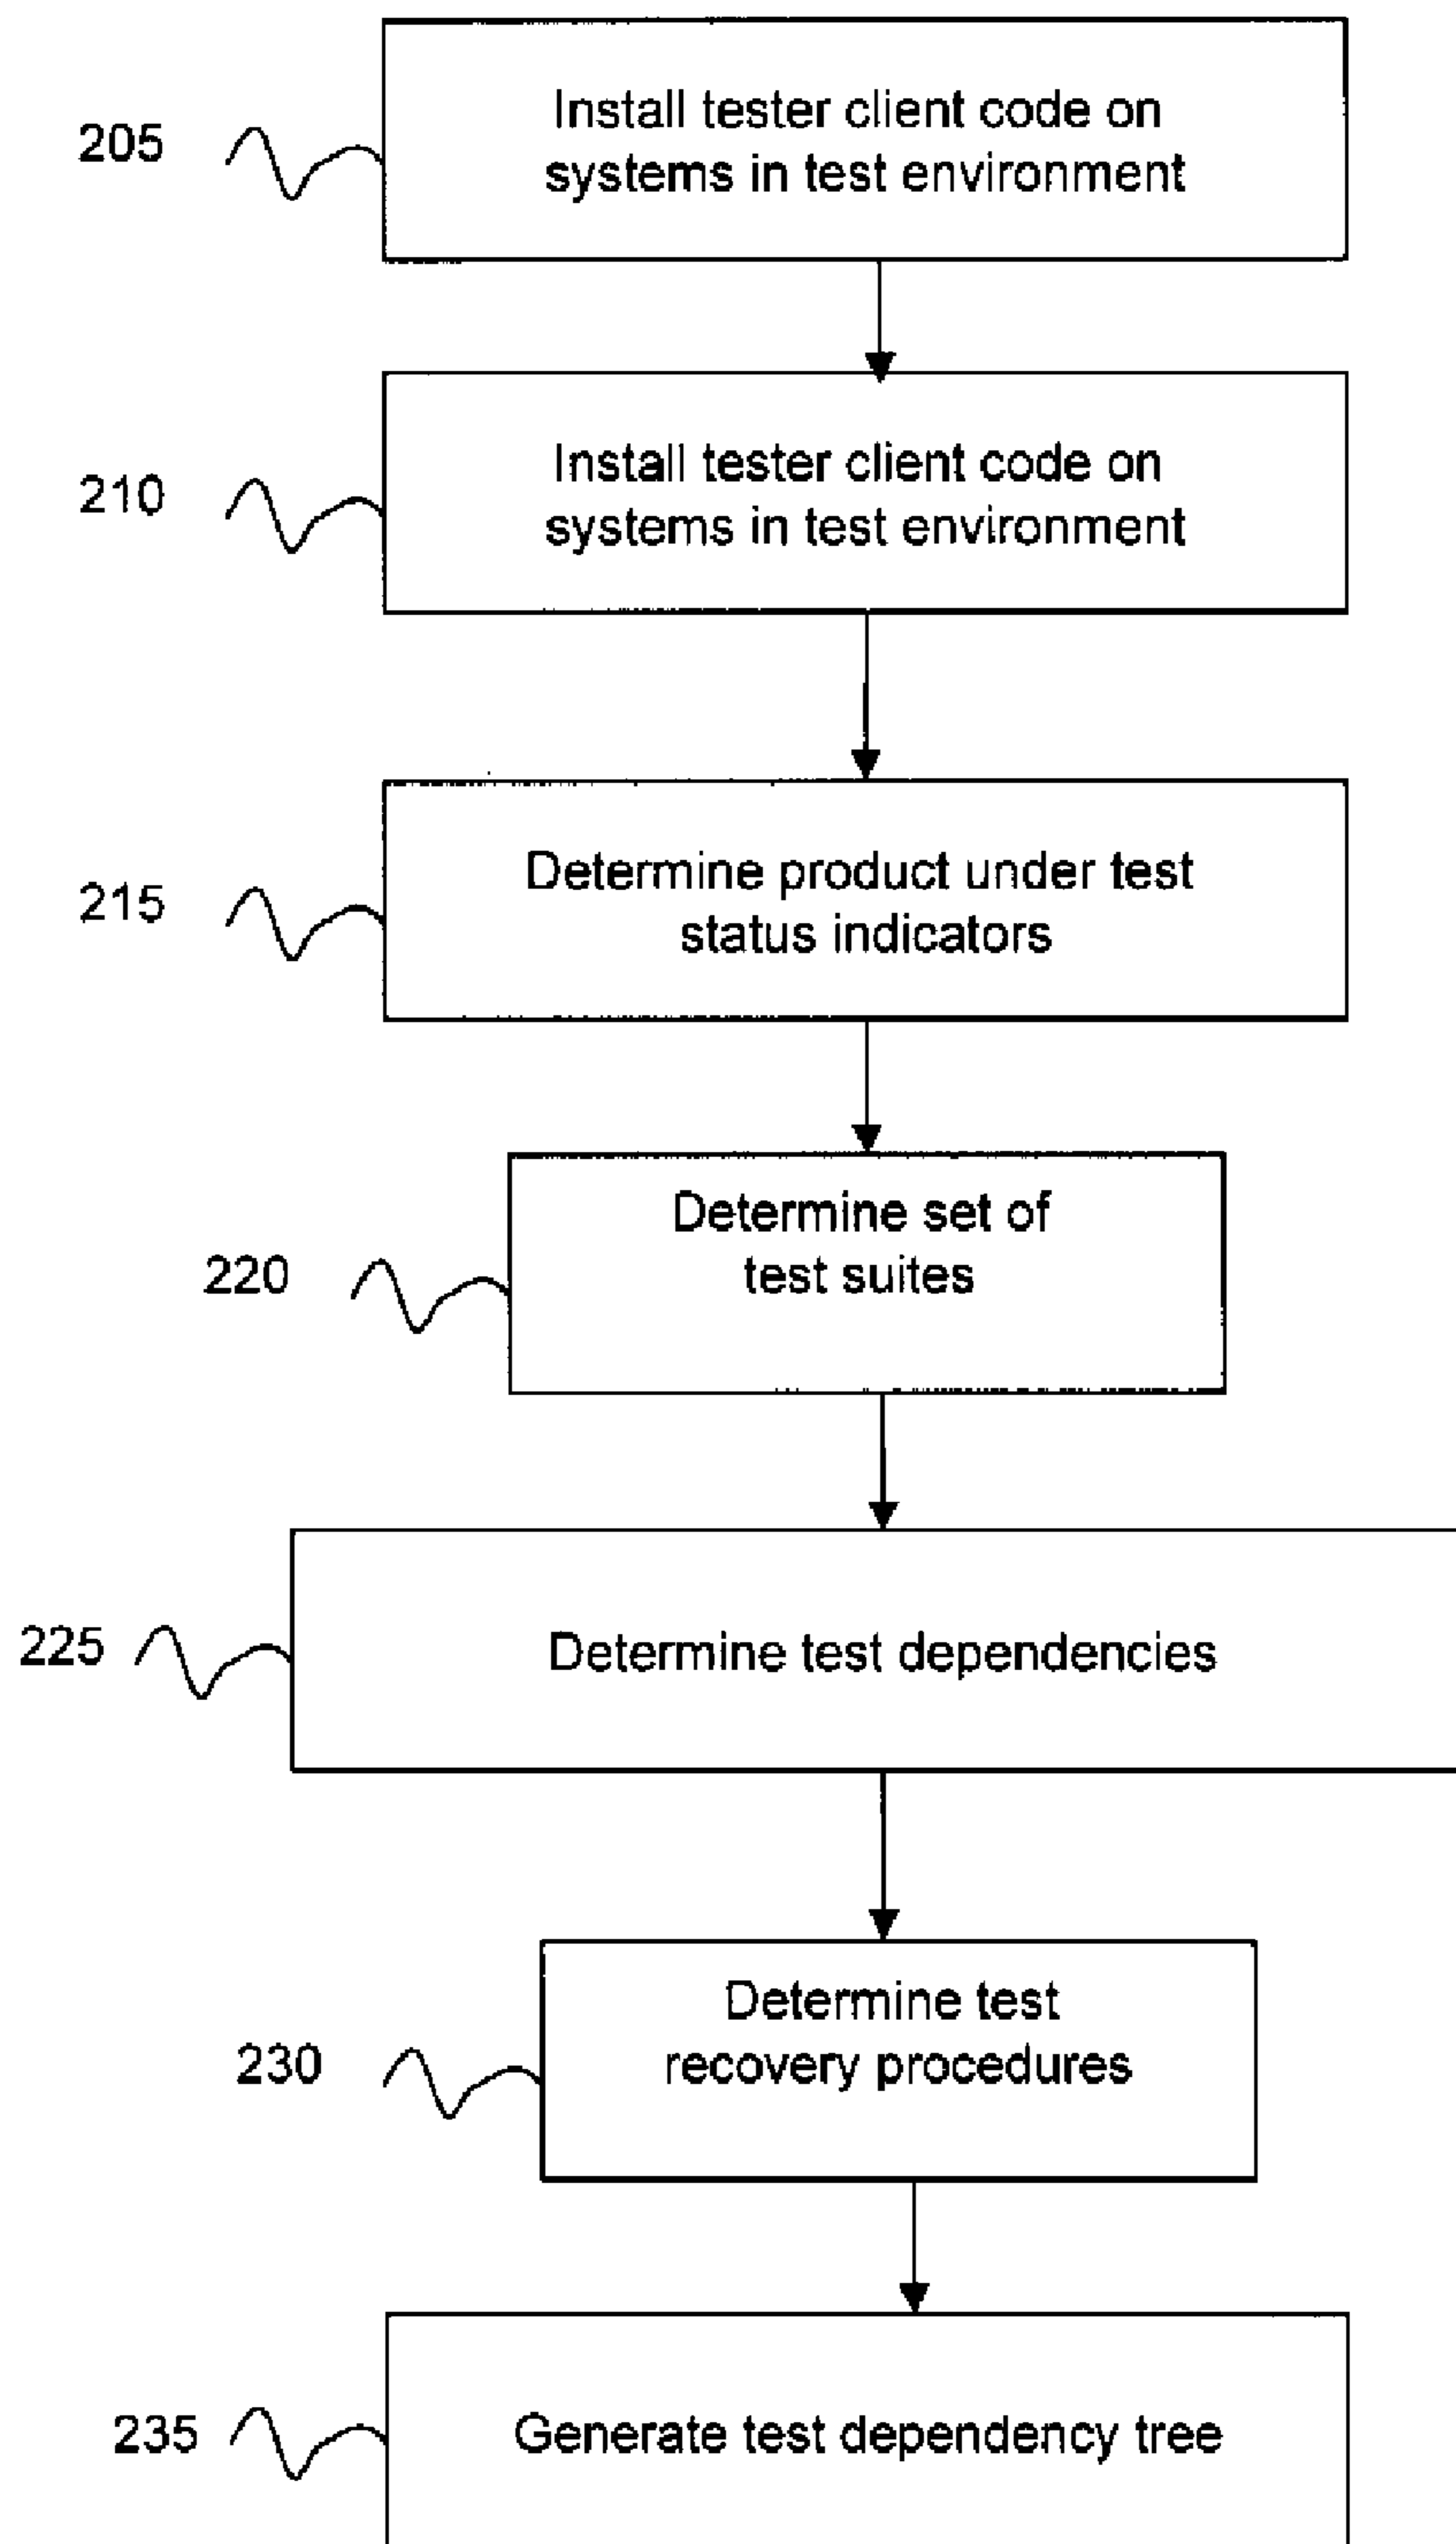 205
Install tester client code on
systems in test environment
210
Install tester client code on
systems in test environment
215
Determine product under test
status indicators
220
Determine set of
test suites
225
Determine test dependencies
230
Determine test
recovery procedures
235
Generate test dependency tree